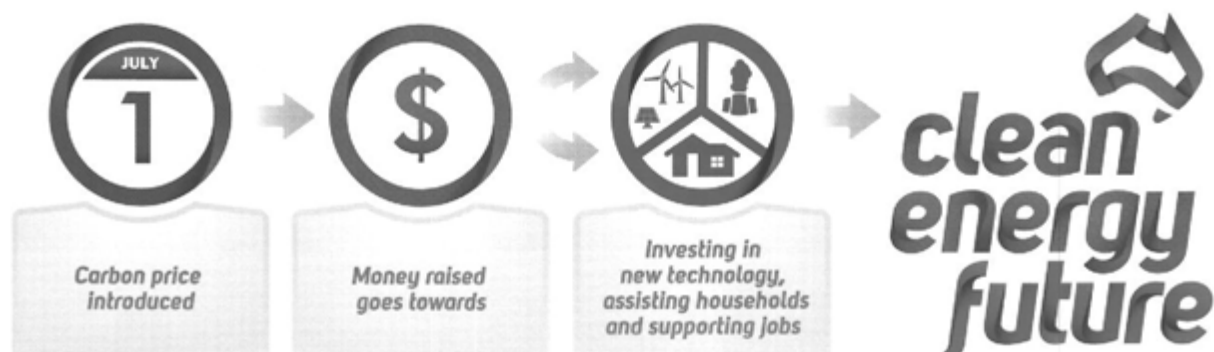 JULY
1
Carbon price
introduced
$
Money raised
goes towards
Investing in
new technology,
assisting households
and supporting jobs
clean
energy
future